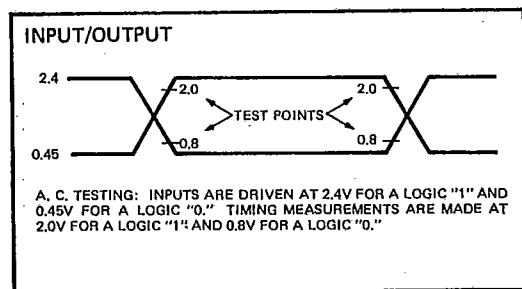 INPUT/OUTPUT
2.4
2.0
2.0
TEST POINTS
0.8
0.8
0.45
A. C. TESTING: INPUTS ARE DRIVEN AT 2.4V FOR A LOGIC "1" AND
0.45V FOR A LOGIC "0." TIMING MEASUREMENTS ARE MADE AT
2.0V FOR A LOGIC "1" AND 0.8V FOR A LOGIC "0."